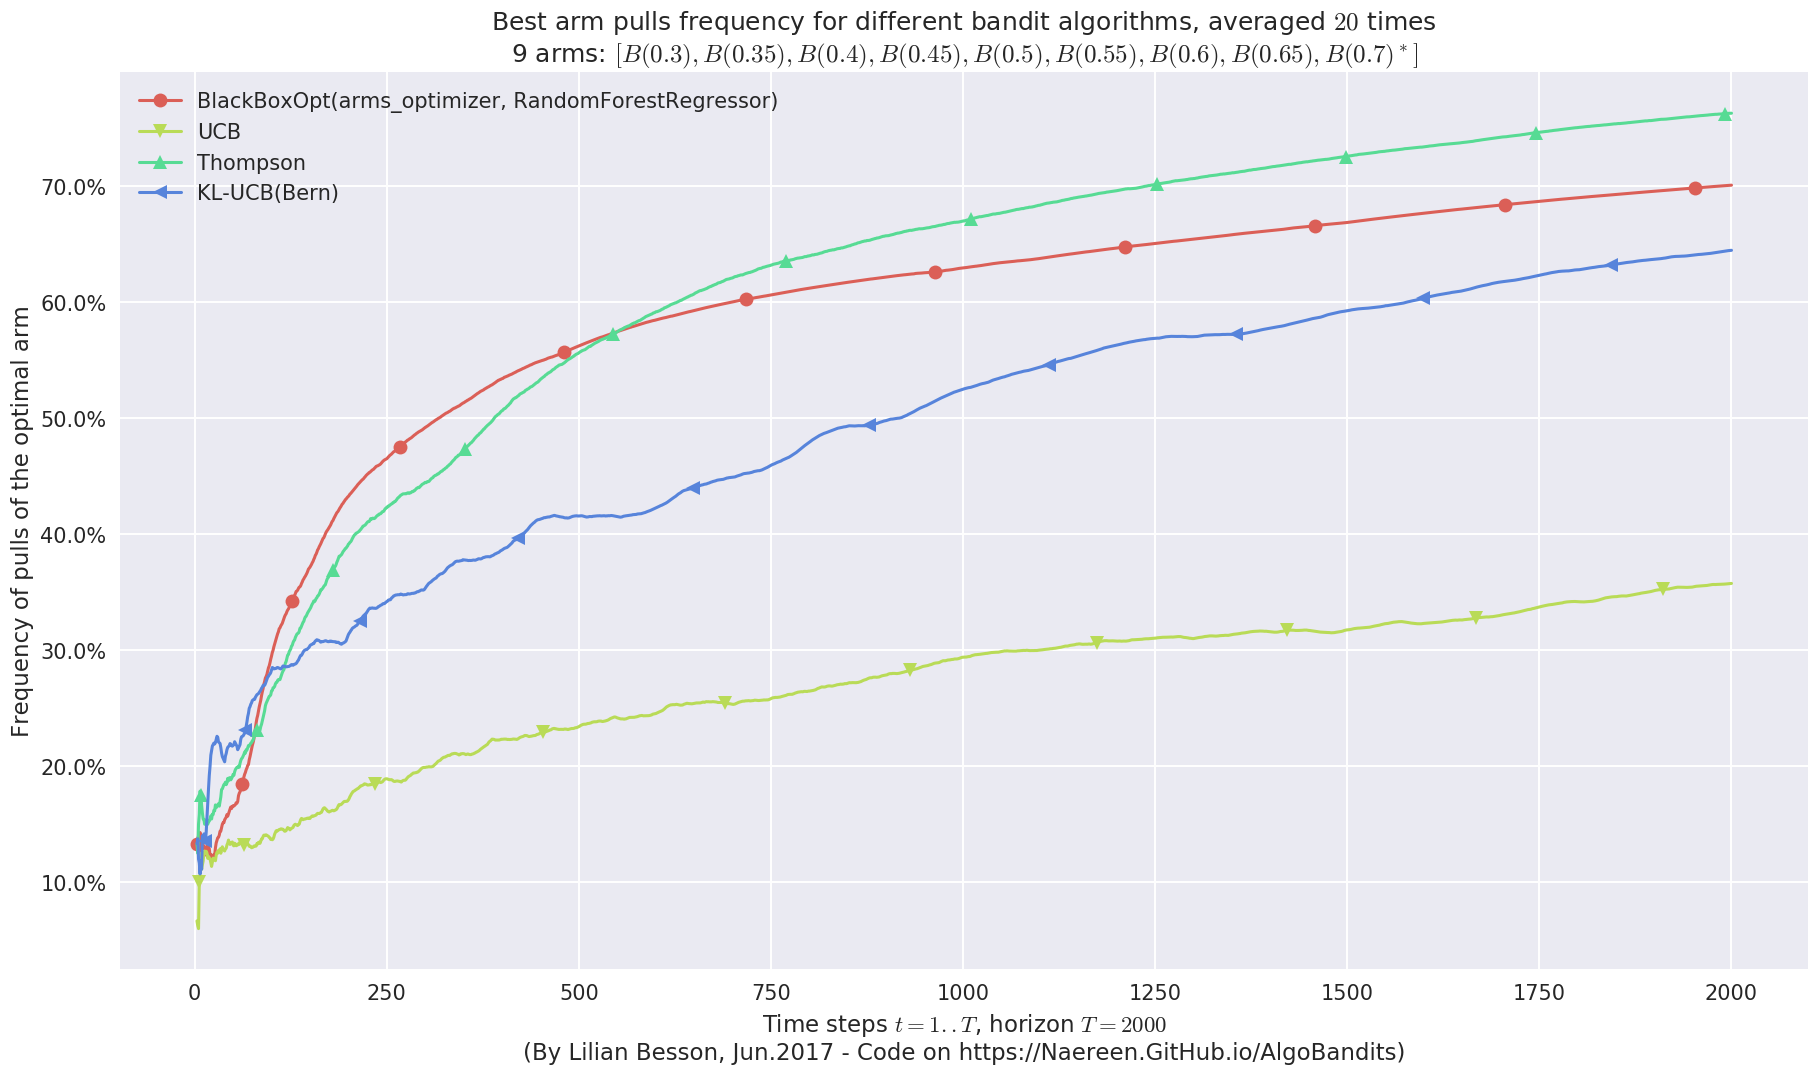 Best arm pulls frequency for different bandit algorithms, averaged 20 times
9 arms: [B(0.3), B(0.35), B(0.4), B(0.45), B(0.5), B(0.55), B(0.6), B(0.65), B(0.7)*]
BlackBoxOpt(arms_optimizer, RandomForestRegressor)
UCB
Thompson
KL-UCB(Bern)
Frequency of pulls of the optimal arm
70.0%
60.0%
50.0%
40.0%
30.0%
20.0%
10.0%
0 250 500 750 1000 1250 1500 1750 2000
Time steps t = 1..T, horizon T = 2000
(By Lilian Besson, Jun.2017 - Code on https://Naereen.GitHub.io/AlgoBandits)